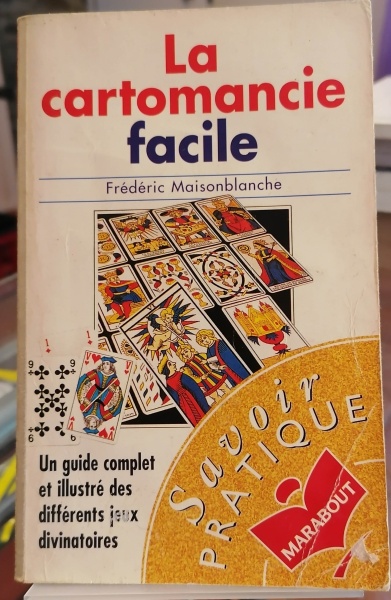 La
cartomancie
facile
Frédéric Maisonblanche
Un guide complet
et illustré des
différents jeux
divinatoires
Savoir
PRATIQUE
MARABOUT